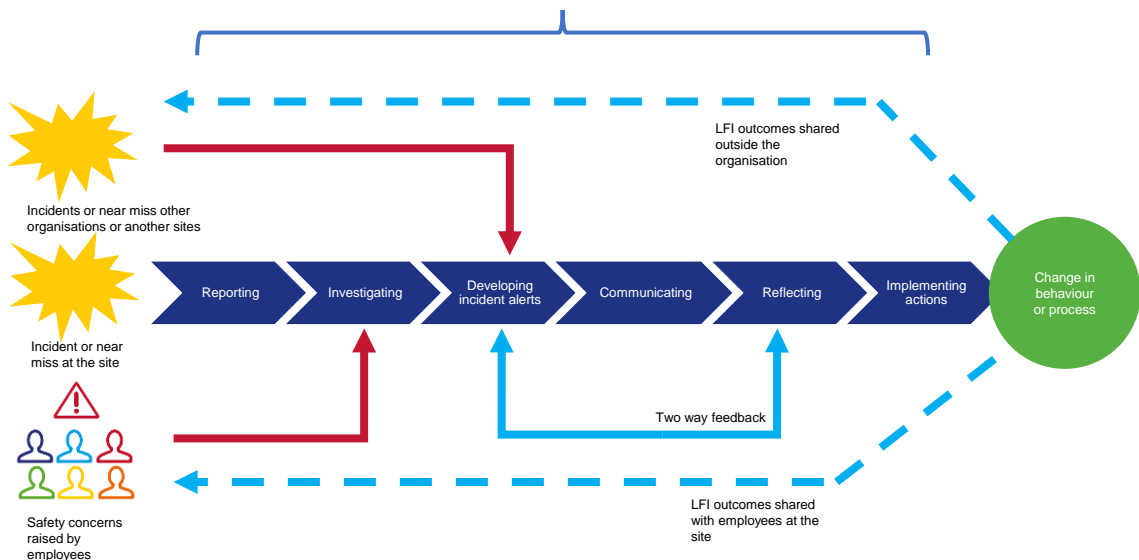 LFI outcomes shared
outside the
organisation
Incidents or near miss other
organisations or another sites
Reporting
Investigating
Developing
incident alerts
Communicating
Reflecting
Implementing
actions
Change in
behaviour
or process
Incident or near
miss at the site
Two way feedback
LFI outcomes shared
with employees at the
site
Safety concerns
raised by
employees